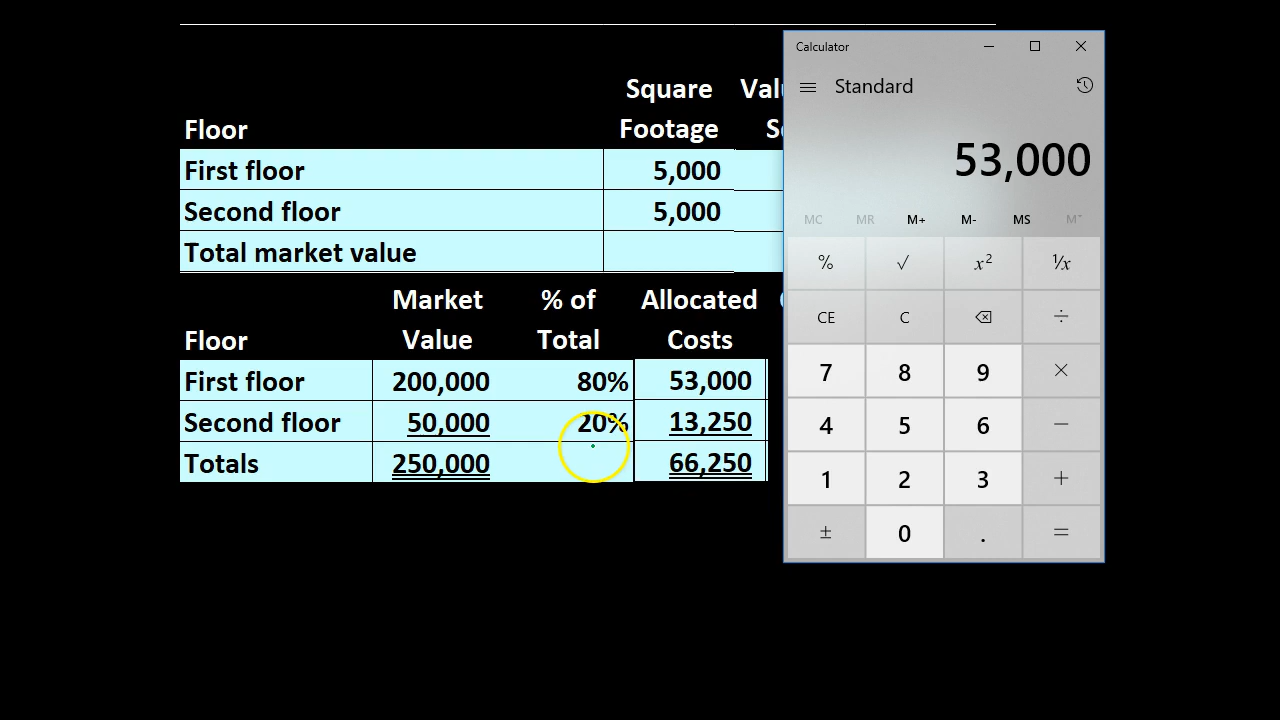 Square Valu
Floor Footage S
First floor 5,000
Second floor 5,000
Total market value
Market % of Allocated
Floor Value Total Costs
First floor 200,000 80% 53,000
Second floor 50,000 20% 13,250
Totals 250,000 66,250
Calculator
Standard
53,000
MC MR M+ M- MS M˅
% √ x² ¹/x
CE C ⌫ ÷
7 8 9 ×
4 5 6 −
1 2 3 +
± 0 . =